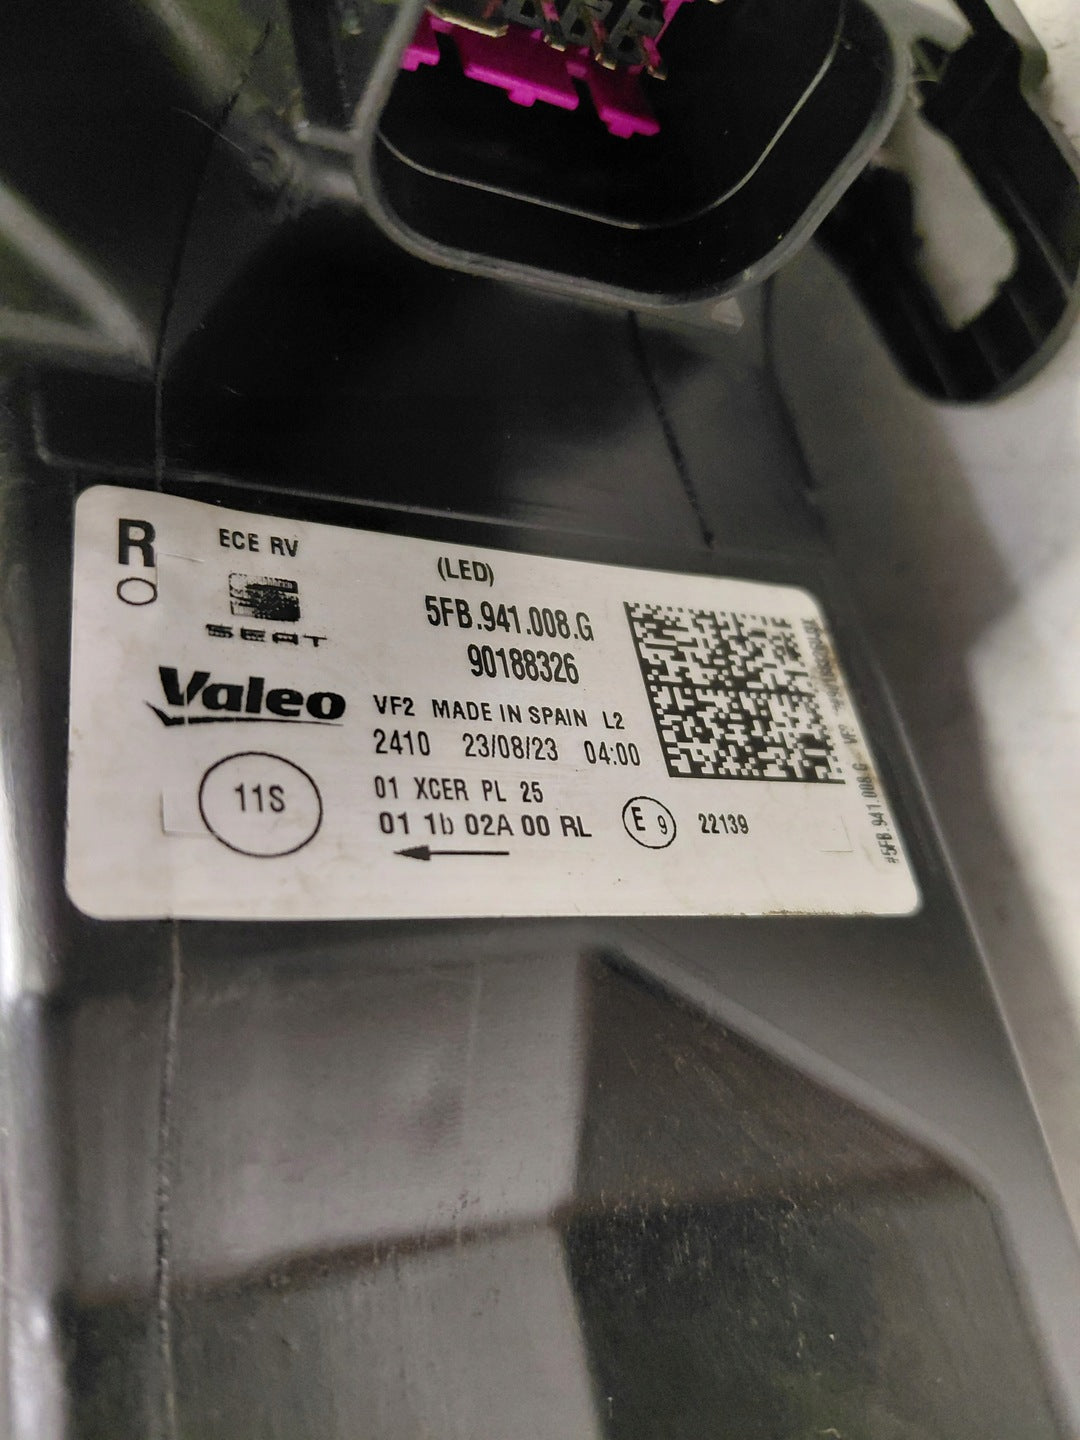 R
ECE RV
(LED)
SEAT
5FB.941.008.G
90188326
Valeo
VF2 MADE IN SPAIN L2
2410 23/08/23 04:00
11S
01 XCER PL 25
01 1b 02A 00 RL
E 9
22139
#5FB.941.008.G VF2